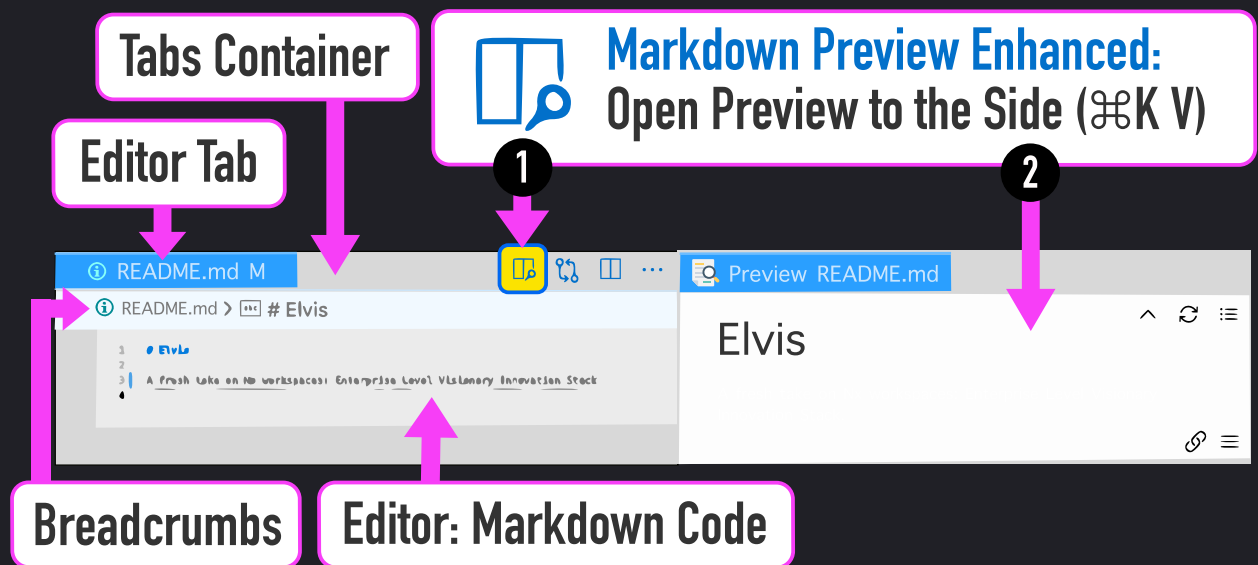 Tabs Container
Markdown Preview Enhanced:
Open Preview to the Side (⌘K V)
Editor Tab
1
2
README.md M
Preview README.md
README.md > abc # Elvis
Elvis
1 # Elvis
2
3 A fresh take on
Enterprise Level Visionary Innovation Stack
4
Breadcrumbs
Editor: Markdown Code